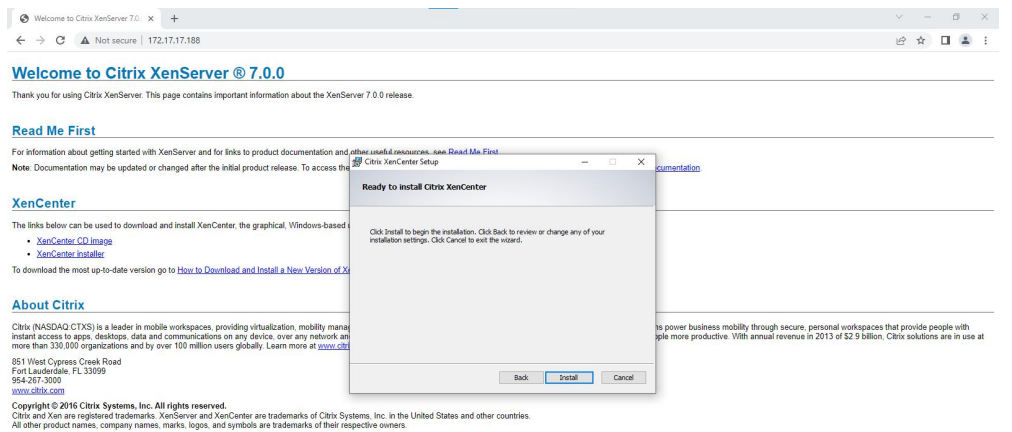 Welcome to Citrix XenServer 7.0.
Not secure | 172.17.17.188
Welcome to Citrix XenServer ® 7.0.0
Thank you for using Citrix XenServer. This page contains important information about the XenServer 7.0.0 release.
Read Me First
For information about getting started with XenServer and for links to product documentation and other useful resources, see Read Me First
Note: Documentation may be updated or changed after the initial product release. To access the
cumentation.
XenCenter
The links below can be used to download and install XenCenter, the graphical, Windows-based
XenCenter CD image
XenCenter installer
To download the most up-to-date version go to How to Download and Install a New Version of
Citrix XenCenter Setup
Ready to install Citrix XenCenter
Click Install to begin the installation. Click Back to review or change any of your
installation settings. Click Cancel to exit the wizard.
Back Install Cancel
About Citrix
Citrix (NASDAQ:CTXS) is a leader in mobile workspaces, providing virtualization, mobility mana
s power business mobility through secure, personal workspaces that provide people with
instant access to apps, desktops, data and communications on any device, over any network an
ple more productive. With annual revenue in 2013 of $2.9 billion, Citrix solutions are in use at
more than 330,000 organizations and by over 100 million users globally. Learn more at www.citri
851 West Cypress Creek Road
Fort Lauderdale, FL 33099
954-267-3000
www.citrix.com
Copyright © 2016 Citrix Systems, Inc. All rights reserved.
Citrix and Xen are registered trademarks. XenServer and XenCenter are trademarks of Citrix Systems, Inc. in the United States and other countries.
All other product names, company names, marks, logos, and symbols are trademarks of their respective owners.